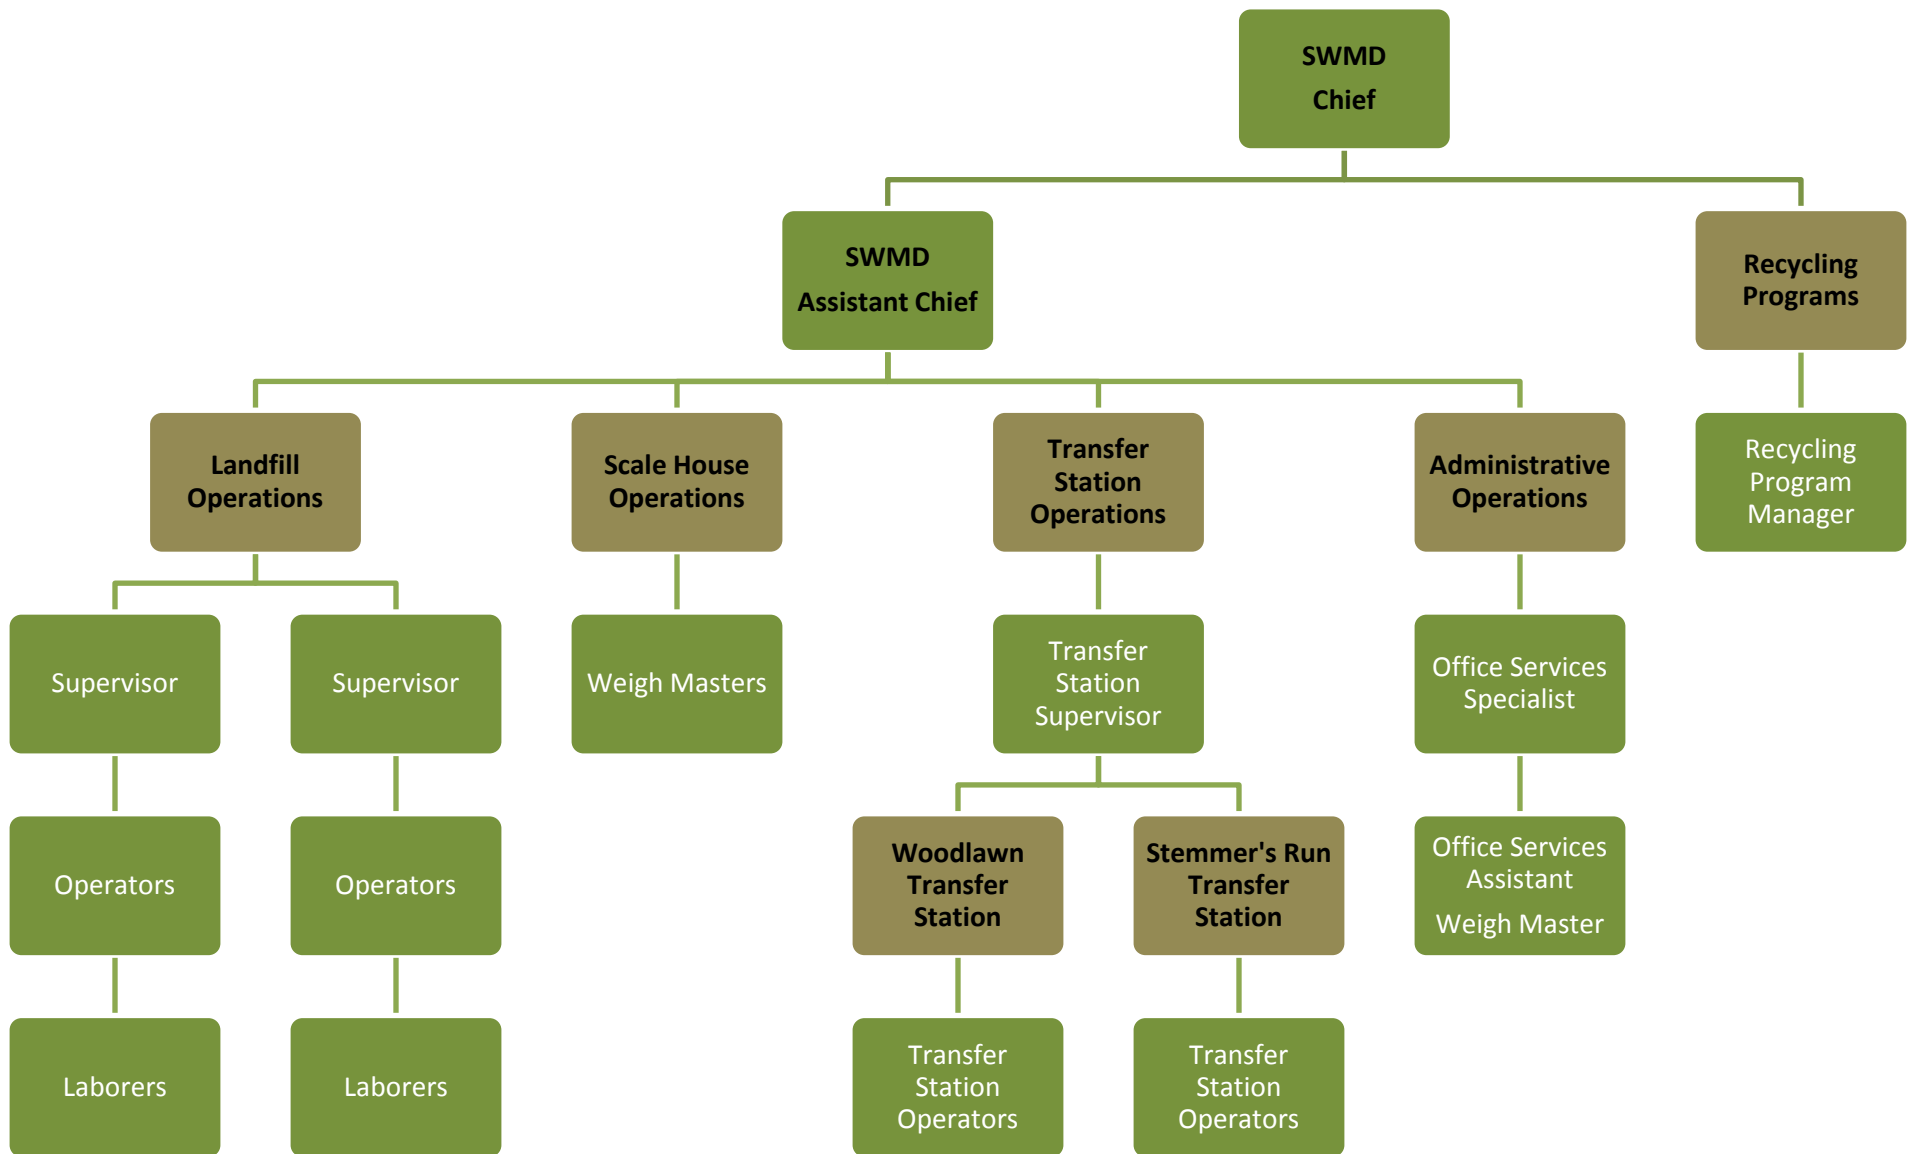 SWMD
Chief
SWMD
Assistant Chief
Recycling
Programs
Landfill
Operations
Scale House
Operations
Transfer
Station
Operations
Administrative
Operations
Recycling
Program
Manager
Supervisor
Supervisor
Weigh Masters
Transfer
Station
Supervisor
Office Services
Specialist
Operators
Operators
Woodlawn
Transfer
Station
Stemmer's Run
Transfer
Station
Office Services
Assistant
Weigh Master
Laborers
Laborers
Transfer
Station
Operators
Transfer
Station
Operators